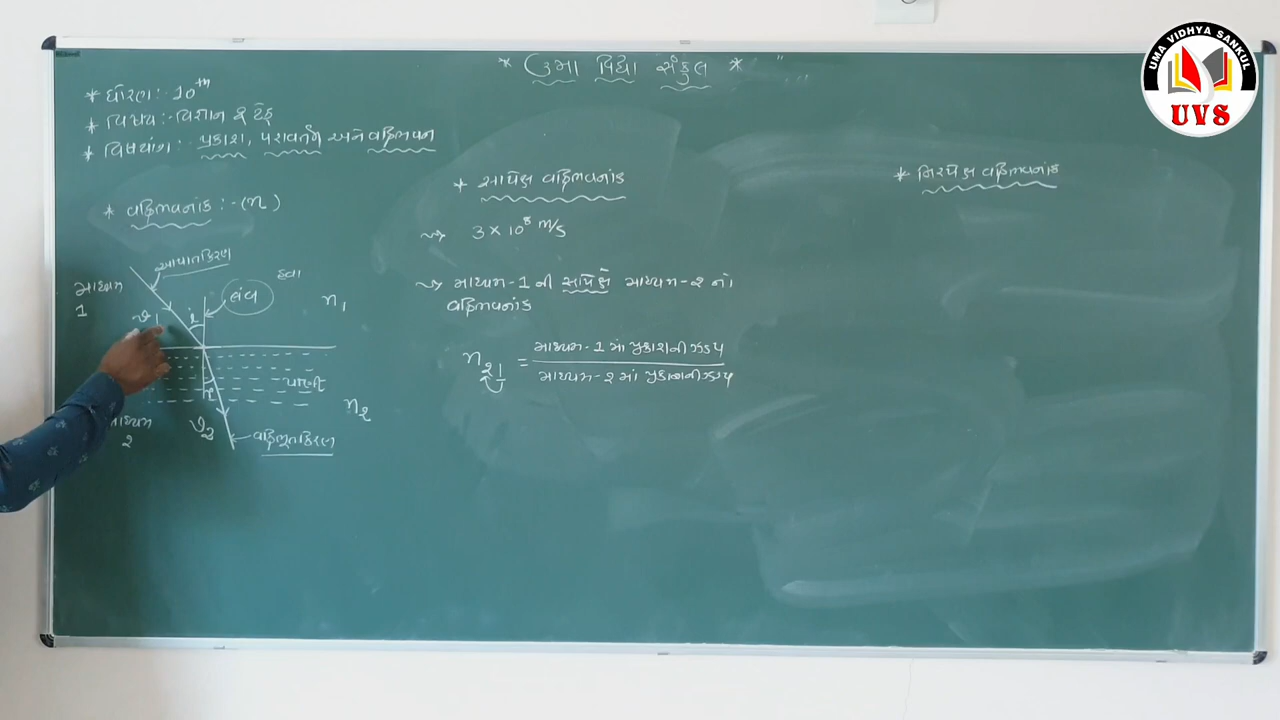 * ઉમા વિદ્યા સંકુલ *
* ધોરણ :- 10th
* વિષય :- વિજ્ઞાન & ટેક
* વિષયાંગ :- પ્રકાશ, પરાવર્તન અને વક્રીભવન
* વક્રીભવનાંક :- (n)
આપાતકિરણ
હવા
માધ્યમ
1
લંબ
n1
v1
i
પાણી
r
n2
માધ્યમ
2
v2
વક્રીભૂતકિરણ
* સાપેક્ષ વક્રીભવનાંક
3 × 10⁸ m/s
માધ્યમ-1 ની સાપેક્ષે માધ્યમ-2 નો
વક્રીભવનાંક
n21 = માધ્યમ-1 માં પ્રકાશની ઝડપ
માધ્યમ-2 માં પ્રકાશની ઝડપ
* નિરપેક્ષ વક્રીભવનાંક
UMA VIDHYA SANKUL
UVS